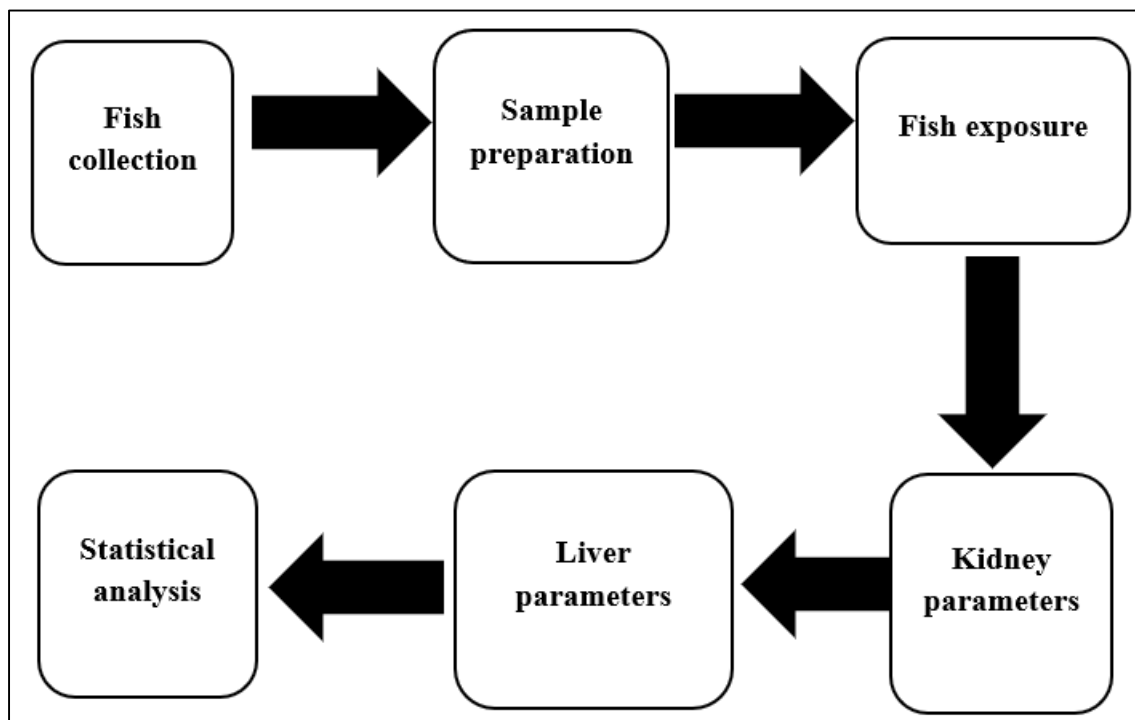 Fish
collection
Sample
preparation
Fish exposure
Kidney
parameters
Liver
parameters
Statistical
analysis